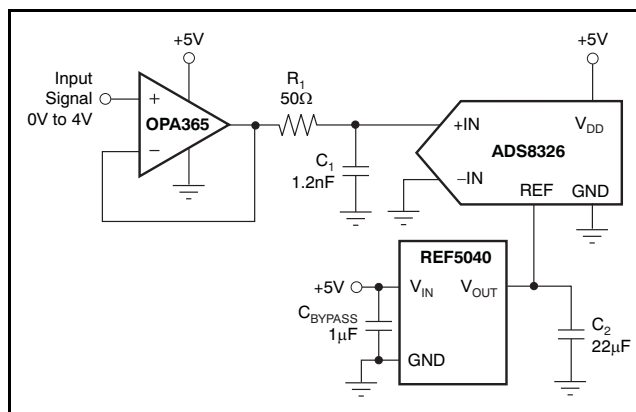 +5V
+5V
Input
Signal
0V to 4V
+
−
OPA365
R1
50Ω
C1
1.2nF
+IN
−IN
VDD
ADS8326
REF
GND
REF5040
+5V
VIN
VOUT
CBYPASS
1μF
GND
C2
22μF